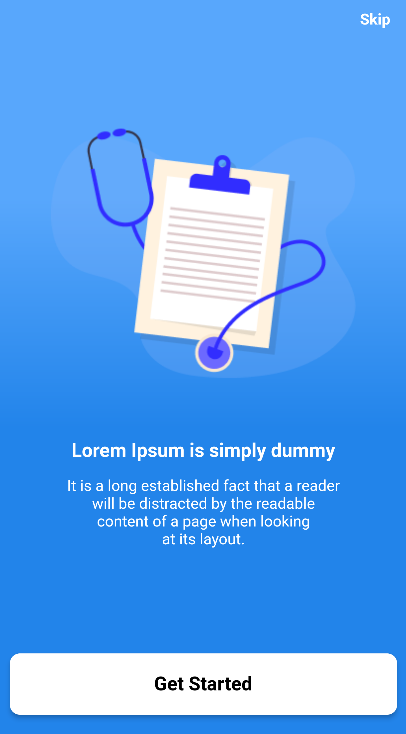 Skip
Lorem Ipsum is simply dummy
It is a long established fact that a reader
will be distracted by the readable
content of a page when looking
at its layout.
Get Started